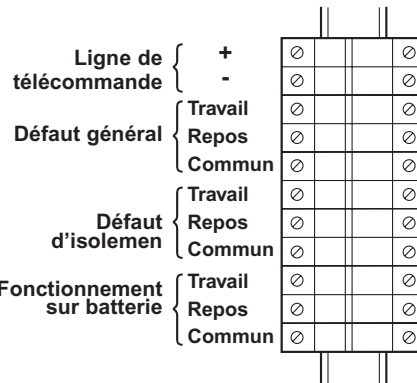 Ligne de
télécommande
+
-
Défaut général
Travail
Repos
Commun
Défaut
d'isolemen
Travail
Repos
Commun
Fonctionnement
sur batterie
Travail
Repos
Commun